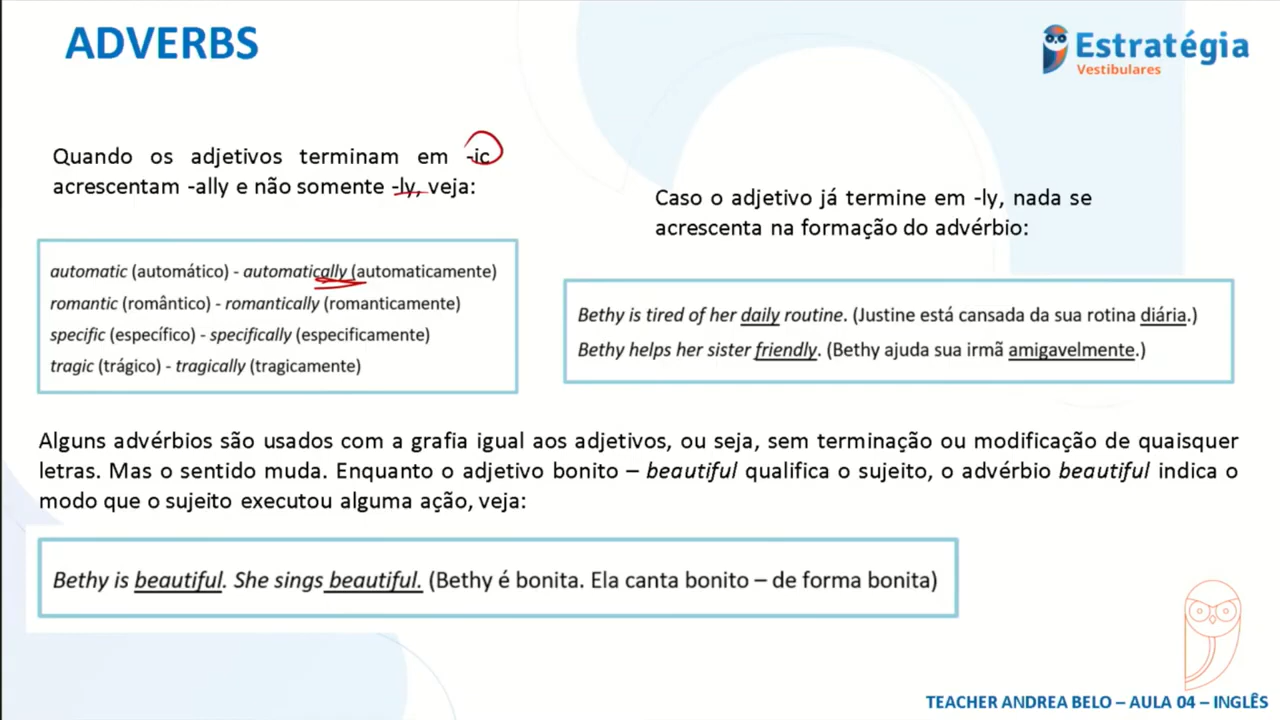 ADVERBS
Estratégia
Vestibulares
Quando os adjetivos terminam em -ic
acrescentam -ally e não somente -ly, veja:
automatic (automático) - automatically (automaticamente)
romantic (romântico) - romantically (romanticamente)
specific (específico) - specifically (especificamente)
tragic (trágico) - tragically (tragicamente)
Caso o adjetivo já termine em -ly, nada se
acrescenta na formação do advérbio:
Bethy is tired of her daily routine. (Justine está cansada da sua rotina diária.)
Bethy helps her sister friendly. (Bethy ajuda sua irmã amigavelmente.)
Alguns advérbios são usados com a grafia igual aos adjetivos, ou seja, sem terminação ou modificação de quaisquer
letras. Mas o sentido muda. Enquanto o adjetivo bonito – beautiful qualifica o sujeito, o advérbio beautiful indica o
modo que o sujeito executou alguma ação, veja:
Bethy is beautiful. She sings beautiful. (Bethy é bonita. Ela canta bonito – de forma bonita)
TEACHER ANDREA BELO – AULA 04 – INGLÊS